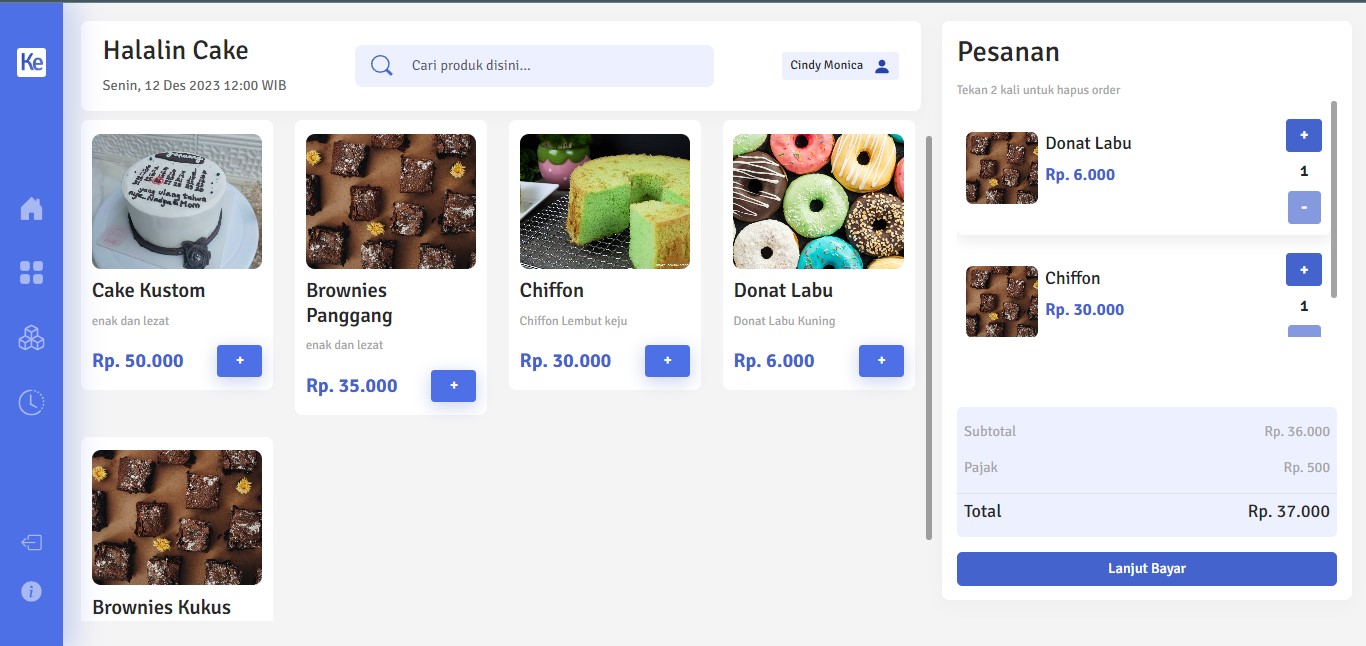 Ke
Halalin Cake
Senin, 12 Des 2023 12:00 WIB
Cari produk disini...
Cindy Monica
Cake Kustom
enak dan lezat
Rp. 50.000
+
Brownies
Panggang
enak dan lezat
Rp. 35.000
+
Chiffon
Chiffon Lembut keju
Rp. 30.000
+
Donat Labu
Donat Labu Kuning
Rp. 6.000
+
Brownies Kukus
Pesanan
Tekan 2 kali untuk hapus order
Donat Labu
Rp. 6.000
+
1
-
Chiffon
Rp. 30.000
+
1
Subtotal Rp. 36.000
Pajak Rp. 500
Total Rp. 37.000
Lanjut Bayar